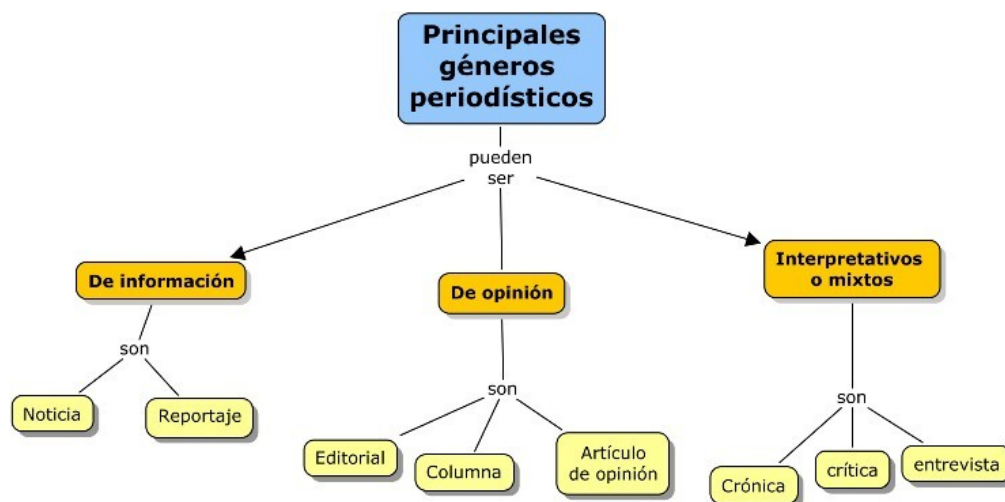 Principales
géneros
periodísticos
pueden
ser
De información
De opinión
Interpretativos
o mixtos
son
son
son
Noticia
Reportaje
Editorial
Columna
Artículo
de opinión
Crónica
crítica
entrevista